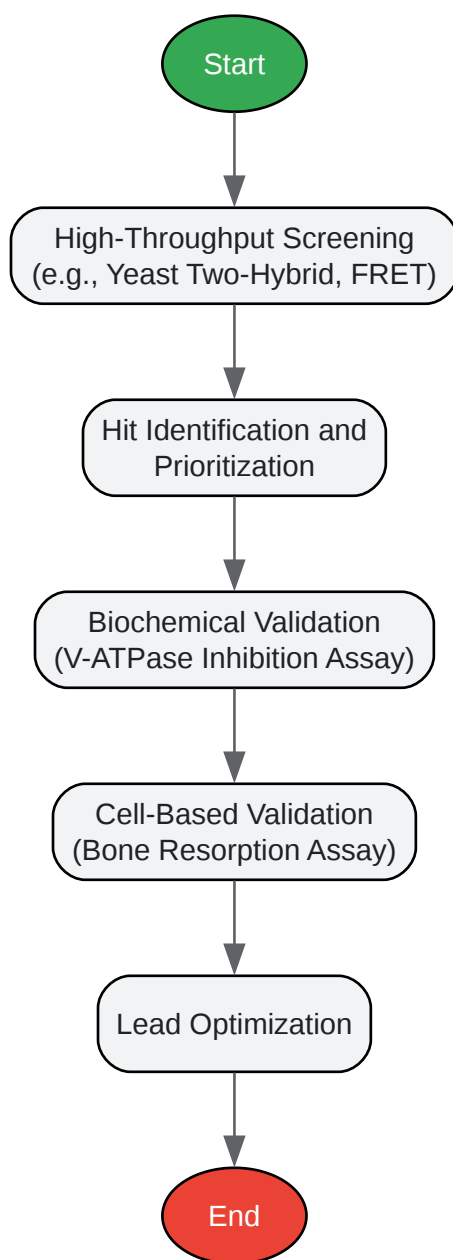 Start
High-Throughput Screening
(e.g., Yeast Two-Hybrid, FRET)
Hit Identification and
Prioritization
Biochemical Validation
(V-ATPase Inhibition Assay)
Cell-Based Validation
(Bone Resorption Assay)
Lead Optimization
End